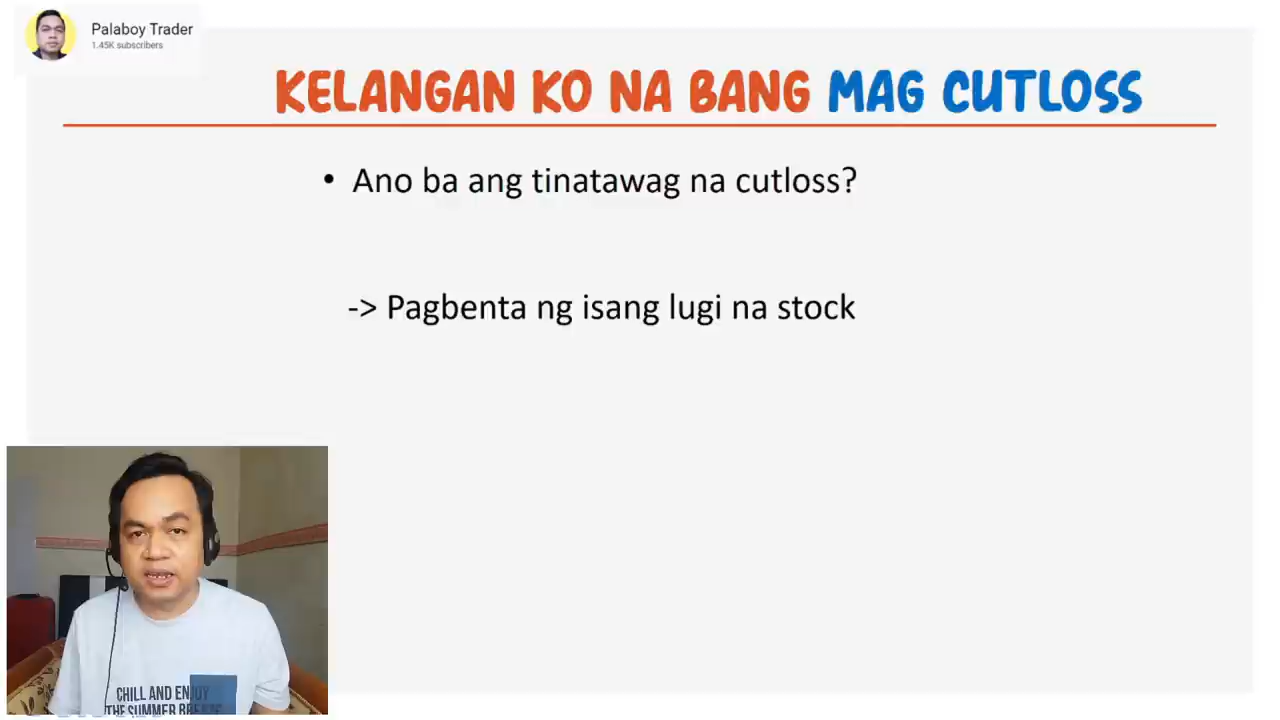 Palaboy Trader
1.45K subscribers
KELANGAN KO NA BANG MAG CUTLOSS
• Ano ba ang tinatawag na cutloss?
-> Pagbenta ng isang lugi na stock
CHILL AND ENJOY
THE SUMMER BREEZE